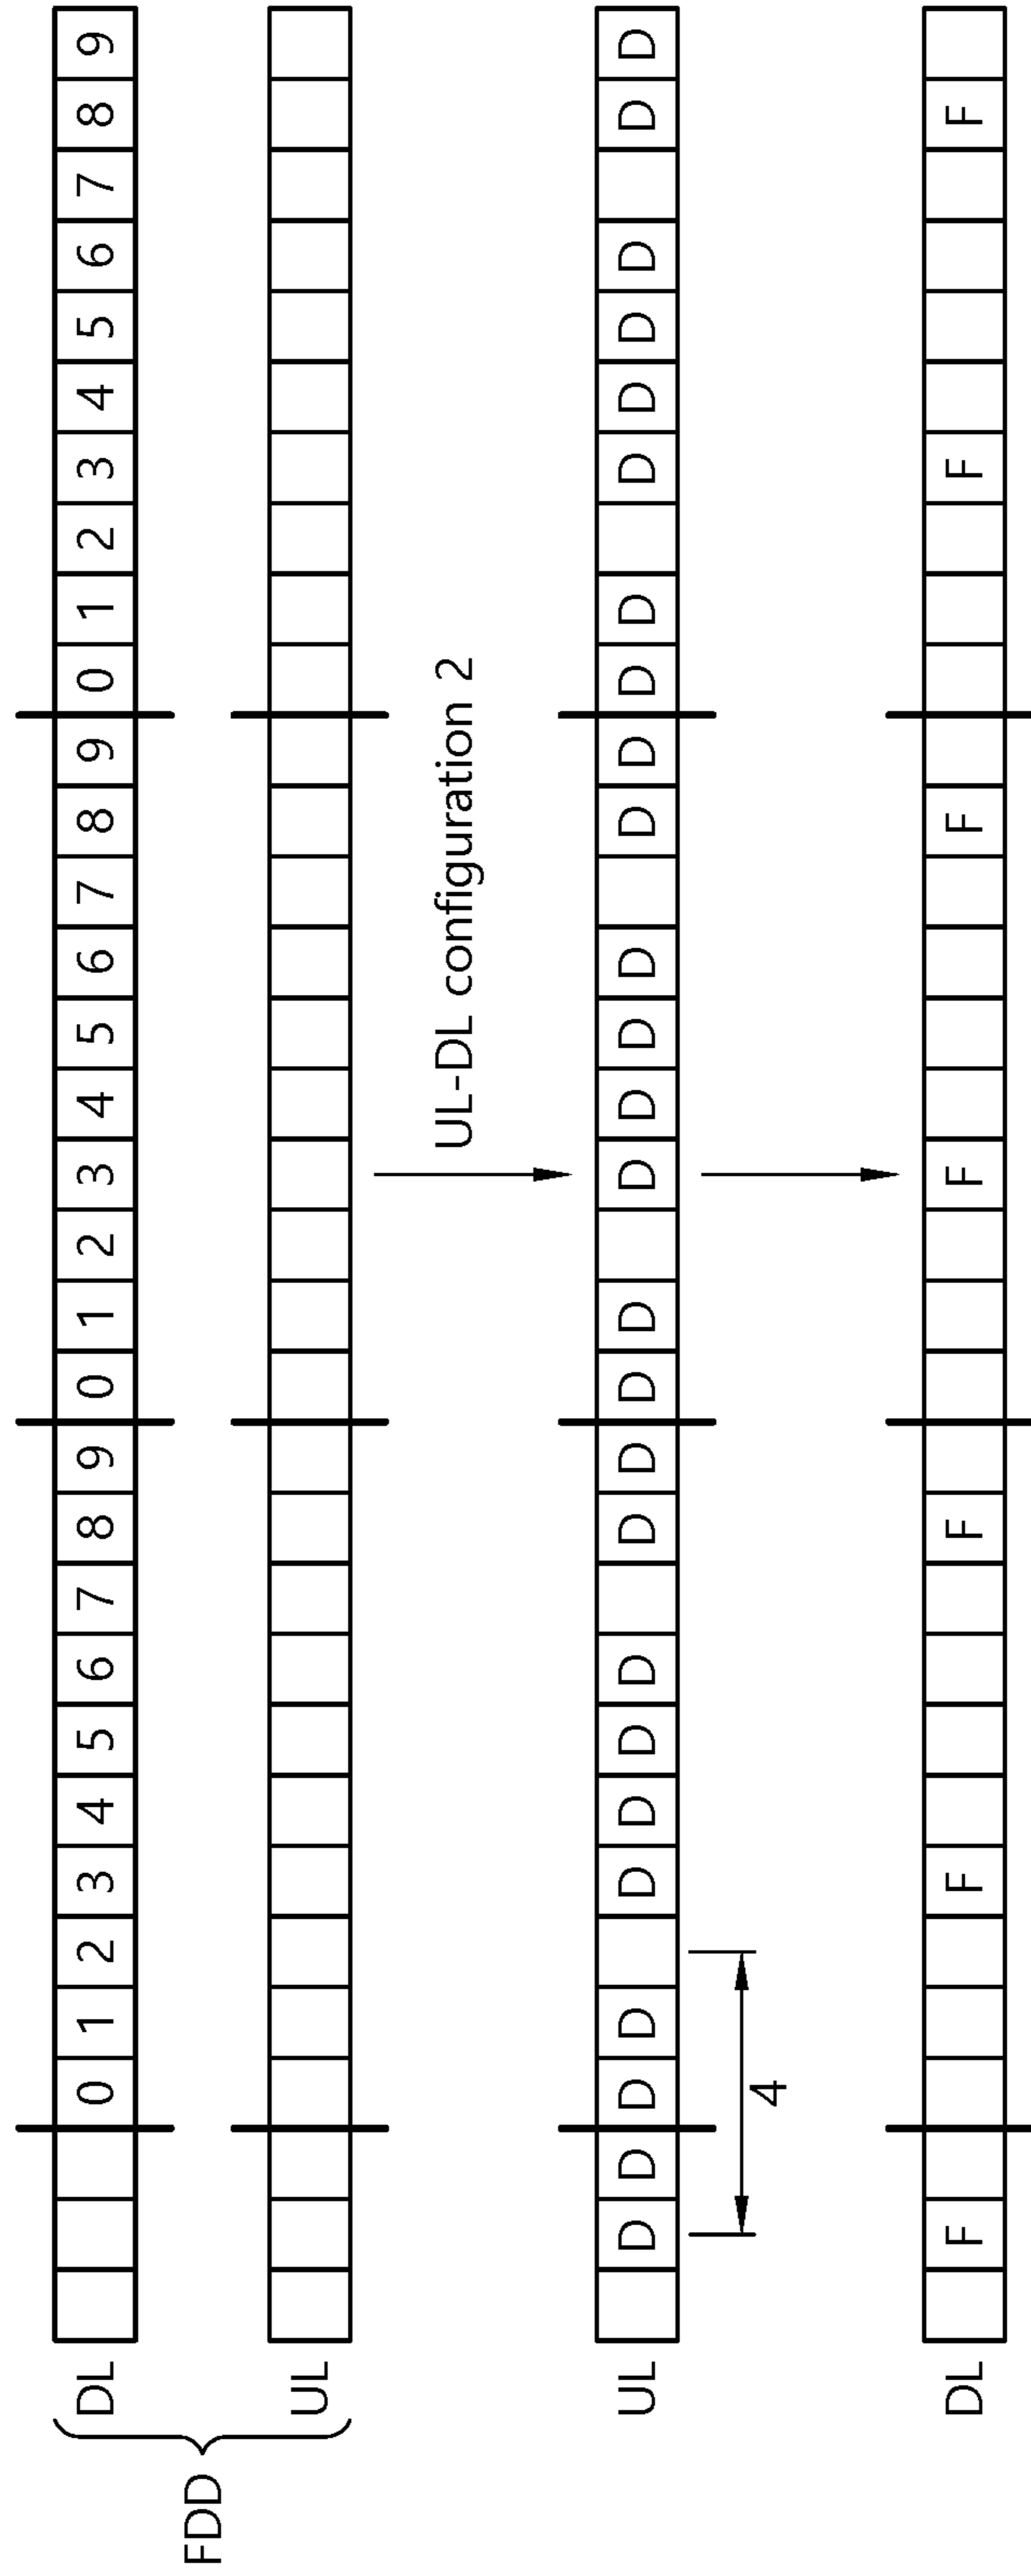 FDD
DL 0 1 2 3 4 5 6 7 8 9 0 1 2 3 4 5 6 7 8 9 0 1 2 3 4 5 6 7 8 9
UL
UL-DL configuration 2
UL D D D D D D D D D D D D D D D D D D D D D D D D D D
4
DL F F F F F F F